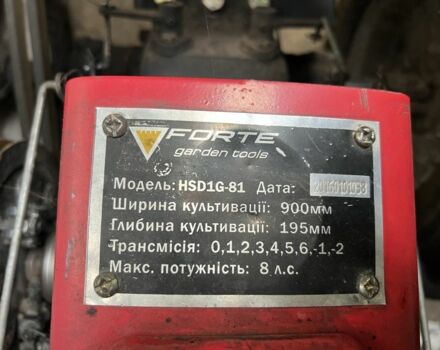 FORTE
garden tools
Модель: HSD1G-81 Дата:
Ширина культивації: 900мм
Глибина культивації: 195мм
Трансмісія: 0,1,2,3,4,5,6,-1,-2
Макс. потужність: 8 л.с.